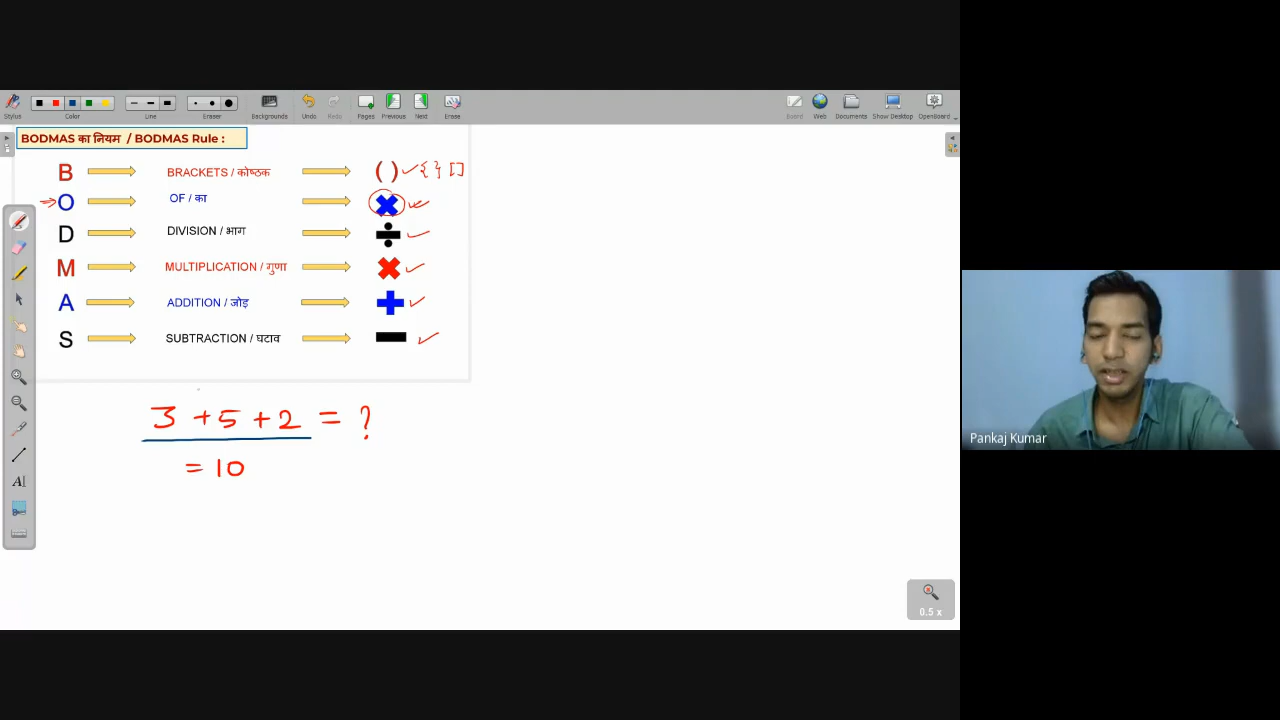 Stylus Color Line Eraser Backgrounds Undo Redo Pages Previous Next Erase Board Web Documents Show Desktop OpenBoard
BODMAS का नियम / BODMAS Rule :
B BRACKETS / कोष्ठक ( ) ✓ { } [ ]
O OF / का × ✓
D DIVISION / भाग ÷ ✓
M MULTIPLICATION / गुणा × ✓
A ADDITION / जोड़ + ✓
S SUBTRACTION / घटाव − ✓
3 + 5 + 2 = ?
= 10
Pankaj Kumar
0.5 x